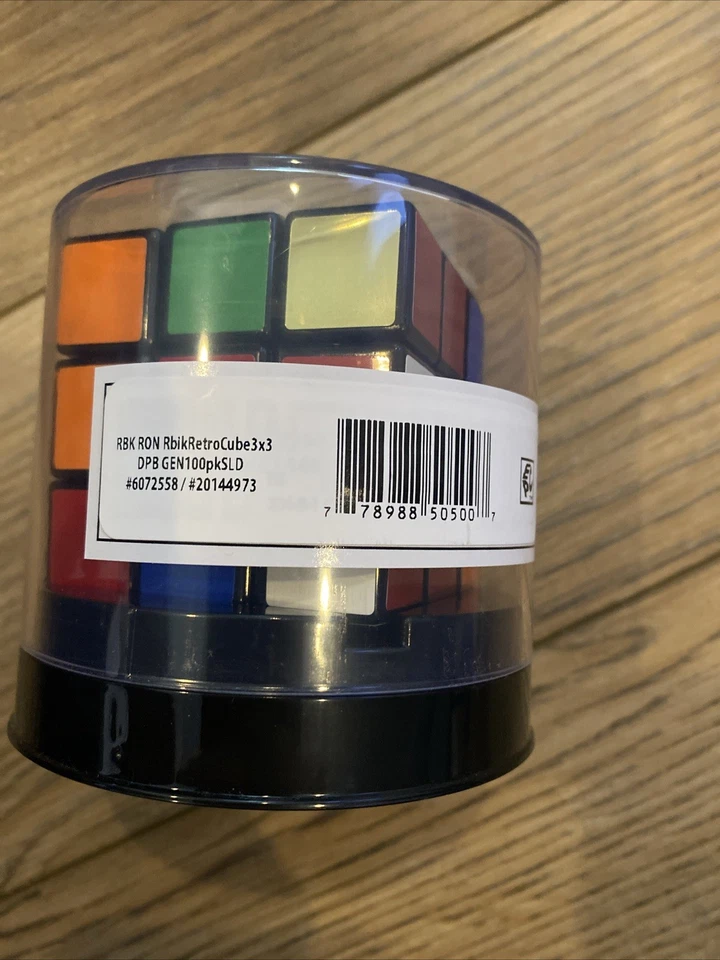 RBK RON RbikRetroCube3x3
DPB GEN100pkSLD
#6072558 / #20144973
7 78988 50500 7